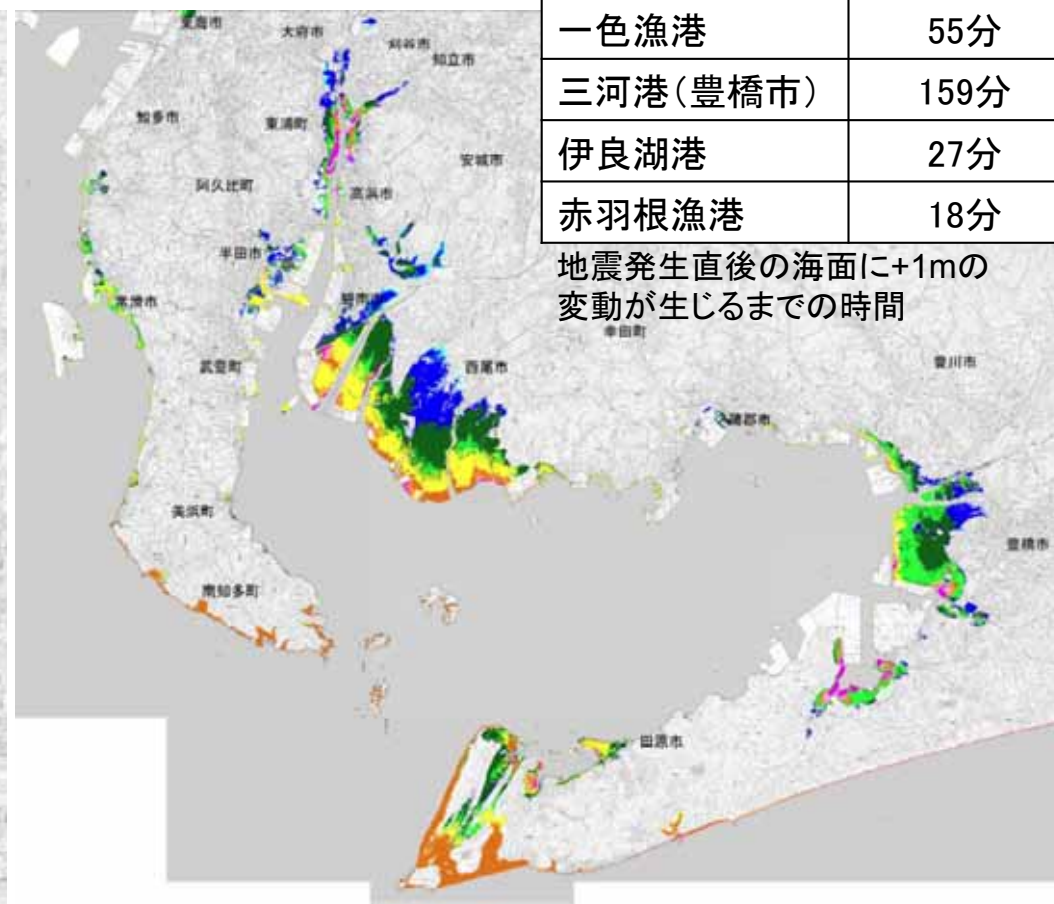 一色漁港 55分
三河港(豊橋市) 159分
伊良湖港 27分
赤羽根漁港 18分
地震発生直後の海面に+1mの
変動が生じるまでの時間
東海市
大府市
刈谷市
知立市
知多市
東浦町
安城市
阿久比町
高浜市
半田市
常滑市
碧南市
幸田町
武豊町
西尾市
豊川市
蒲郡市
美浜町
豊橋市
南知多町
田原市